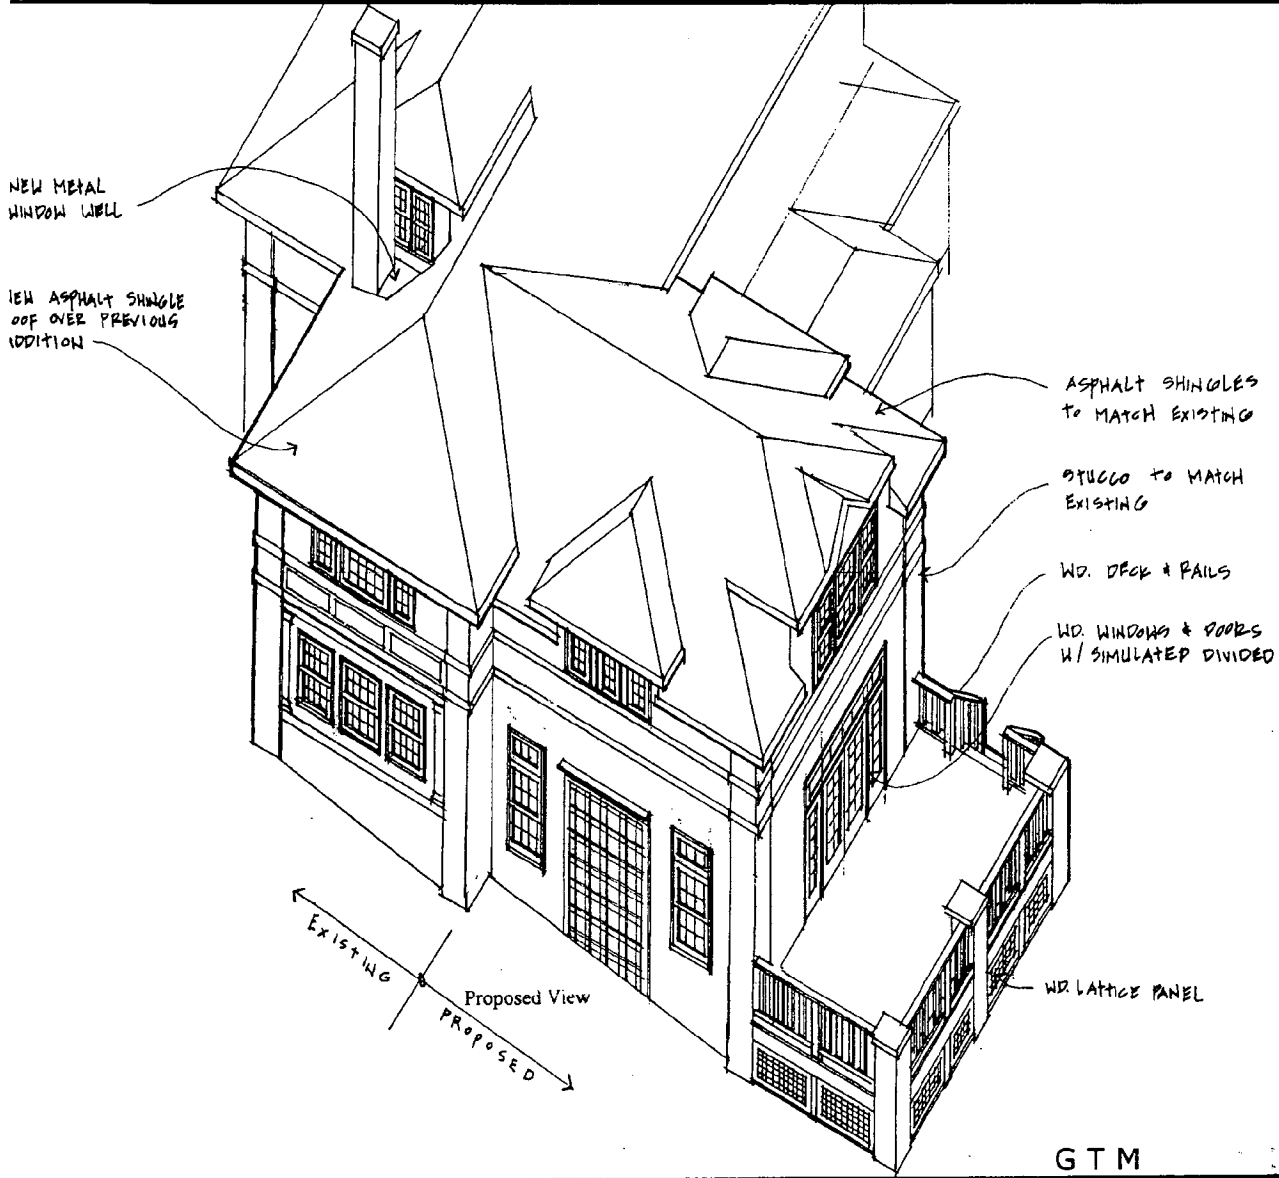 NEW METAL
WINDOW WELL
IEW ASPHALT SHINGLE
OOF OVER PREVIOUS
DDITION
ASPHALT SHINGLES
to MATCH EXISTING
STUCCO to MATCH
EXISTING
WD. DECK & RAILS
WD. WINDOWS & DOORS
W/ SIMULATED DIVIDED
WD. LATTICE PANEL
EXISTING
Proposed View
PROPOSED
GTM